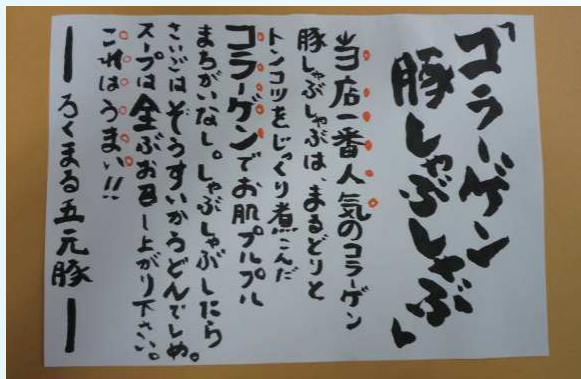 「コラーゲン
豚しゃぶしゃぶ」
当店一番人気のコラーゲン
豚しゃぶしゃぶは、まるどりと
トンコツをじっくり煮こんだ
コラーゲンでお肌プルプル
まちがいなし。しゃぶしゃぶしたら
さいごはぞうすいかうどんでしめ。
スープは全ぶお召し上がり下さい。
これはうまい!!
ー ろくまる五元豚 ー